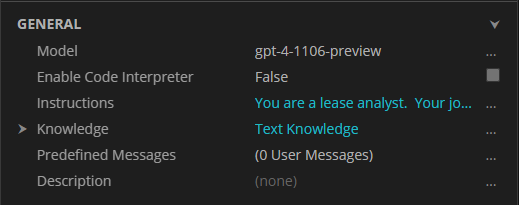 GENERAL
Model gpt-4-1106-preview ...
Enable Code Interpreter False
Instructions You are a lease analyst. Your jo... ...
Knowledge Text Knowledge ...
Predefined Messages (0 User Messages) ...
Description (none) ...